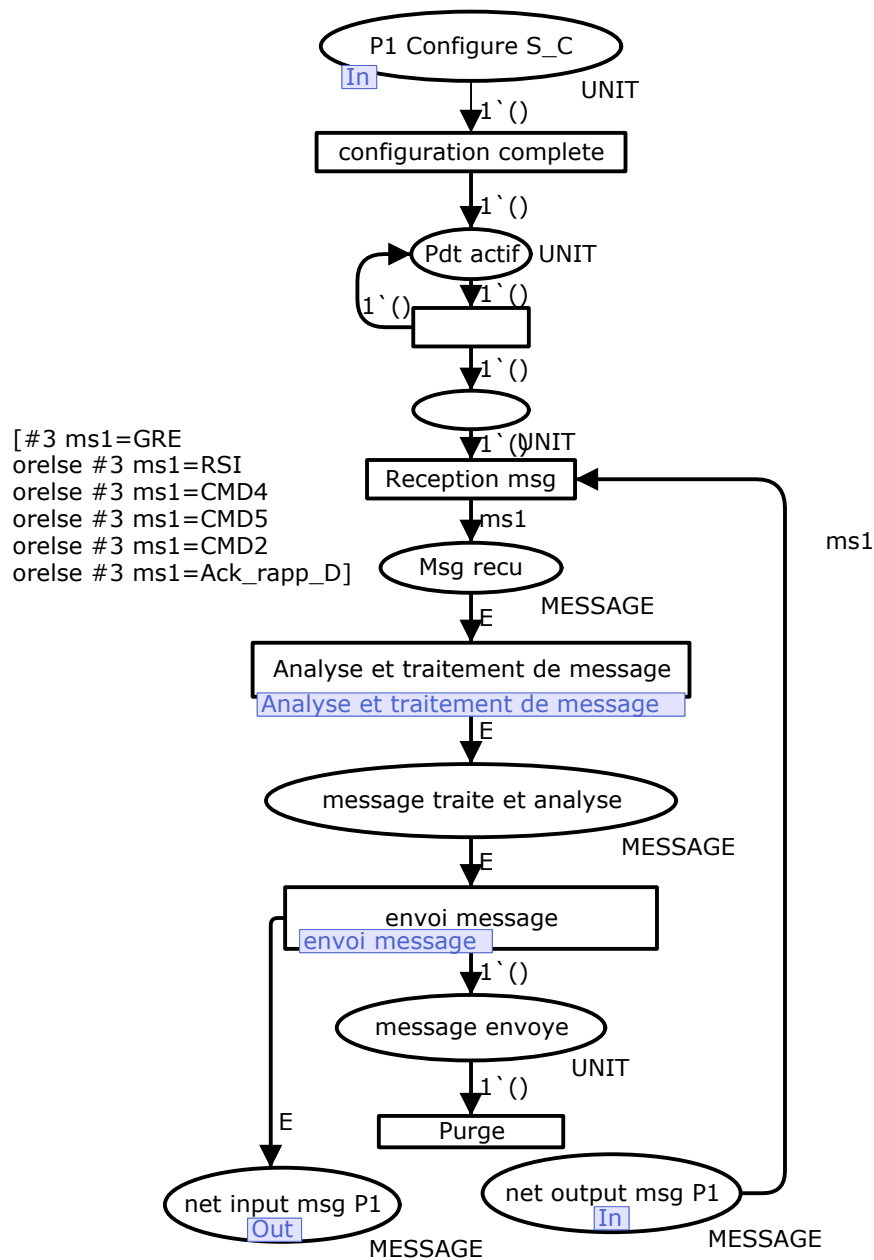 P1 Configure S_C
In
UNIT
1`()
configuration complete
1`()
Pdt actif
UNIT
1`()
1`()
1`()
1`()
UNIT
[#3 ms1=GRE
orelse #3 ms1=RSI
orelse #3 ms1=CMD4
orelse #3 ms1=CMD5
orelse #3 ms1=CMD2
orelse #3 ms1=Ack_rapp_D]
Reception msg
ms1
ms1
Msg recu
MESSAGE
E
Analyse et traitement de message
Analyse et traitement de message
E
message traite et analyse
MESSAGE
E
envoi message
envoi message
1`()
message envoye
UNIT
1`()
E
Purge
net input msg P1
Out
MESSAGE
net output msg P1
In
MESSAGE